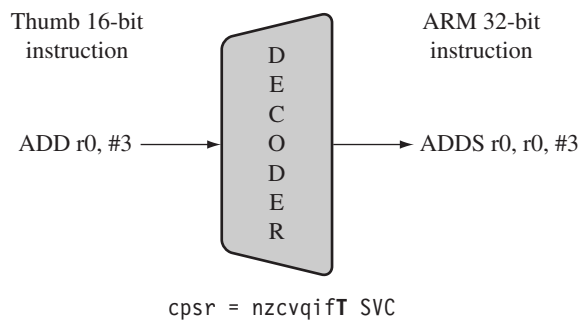 Thumb 16-bit
instruction
ARM 32-bit
instruction
D
E
C
O
D
E
R
ADD r0, #3
ADDS r0, r0, #3
cpsr = nzcvqifT SVC